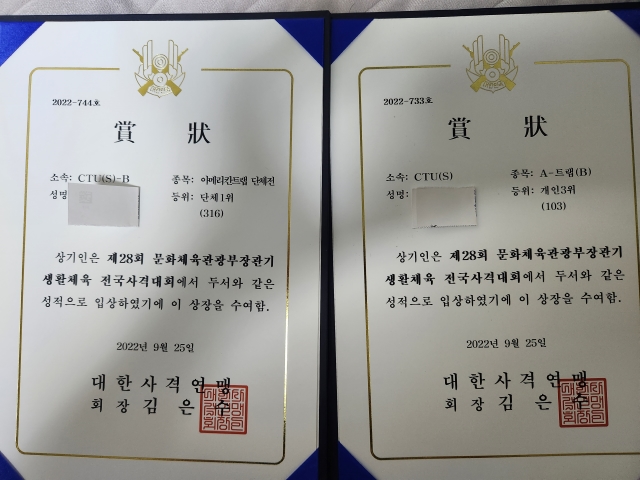 2022-744호
賞 狀
소속: CTU(S)-B 종목: 아메리칸트랩 단체전
성명 등위: 단체1위
(316)
상기인은 제28회 문화체육관광부장관기
생활체육 전국사격대회에서 두서와 같은
성적으로 입상하였기에 이 상장을 수여함.
2022년 9월 25일
대한사격연맹
회장 김은수
2022-733호
賞 狀
소속: CTU(S) 종목: A-트랩(B)
성명: 등위: 개인3위
(103)
상기인은 제28회 문화체육관광부장관기
생활체육 전국사격대회에서 두서와 같은
성적으로 입상하였기에 이 상장을 수여함.
2022년 9월 25일
대한사격연맹
회장 김은수